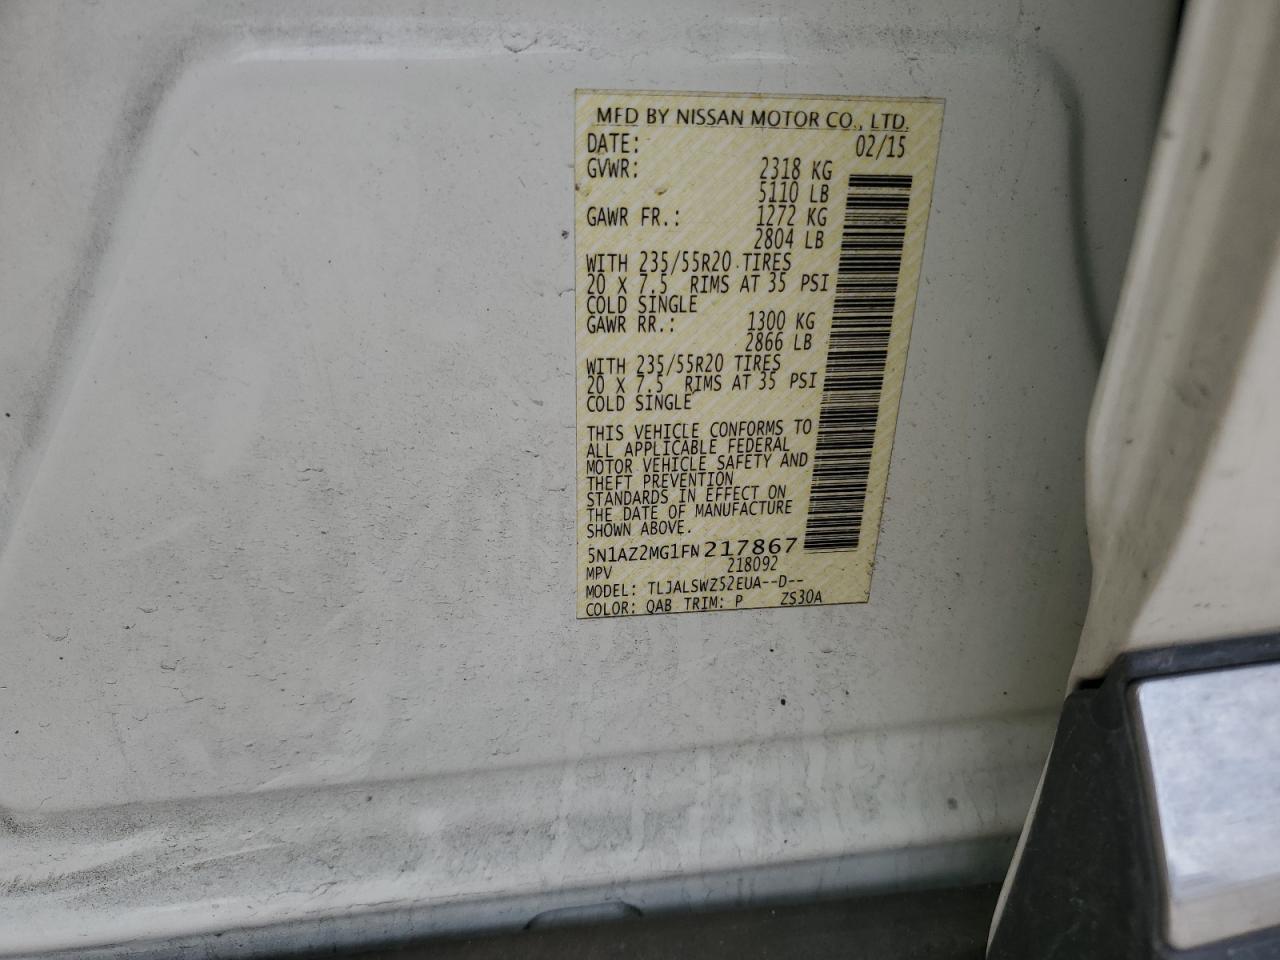 MFD BY NISSAN MOTOR CO., LTD.
DATE: 02/15
GVWR: 2318 KG
5110 LB
GAWR FR.: 1272 KG
2804 LB
WITH 235/55R20 TIRES
20 X 7.5 RIMS AT 35 PSI
COLD SINGLE
GAWR RR.: 1300 KG
2866 LB
WITH 235/55R20 TIRES
20 X 7.5 RIMS AT 35 PSI
COLD SINGLE
THIS VEHICLE CONFORMS TO
ALL APPLICABLE FEDERAL
MOTOR VEHICLE SAFETY AND
THEFT PREVENTION
STANDARDS IN EFFECT ON
THE DATE OF MANUFACTURE
SHOWN ABOVE.
5N1AZ2MG1FN217867
MPV 218092
MODEL: TLJALSWZ52EUA--D--
COLOR: QAB TRIM: P ZS30A